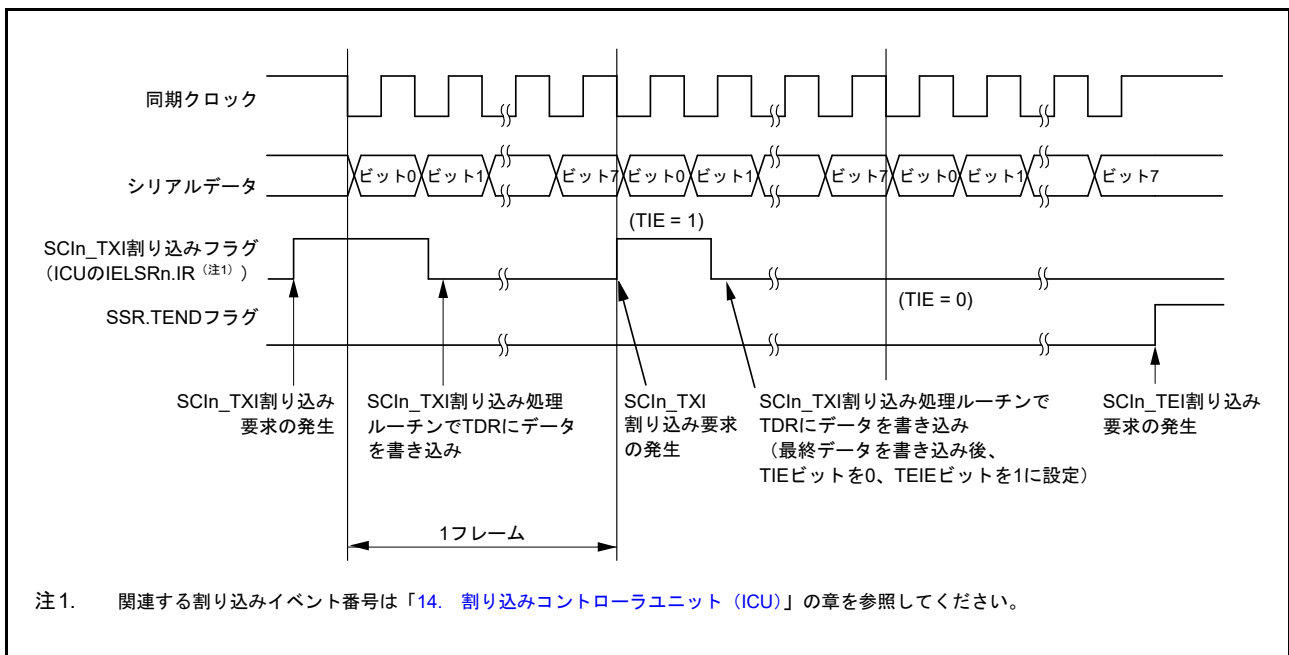 同期クロック
シリアルデータ
ビット0 ビット1 ビット7 ビット0 ビット1 ビット7 ビット0 ビット1 ビット7
(TIE = 1)
SCIn_TXI割り込みフラグ
(ICUのIELSRn.IR (注1) )
(TIE = 0)
SSR.TENDフラグ
SCIn_TXI割り込み
要求の発生
SCIn_TXI割り込み処理
ルーチンでTDRにデータ
を書き込み
SCIn_TXI
割り込み要求
の発生
SCIn_TXI割り込み処理ルーチンで
TDRにデータを書き込み
(最終データを書き込み後、
TIEビットを0、TEIEビットを1に設定)
SCIn_TEI割り込み
要求の発生
1フレーム
注1. 関連する割り込みイベント番号は「14. 割り込みコントローラユニット（ICU）」の章を参照してください。